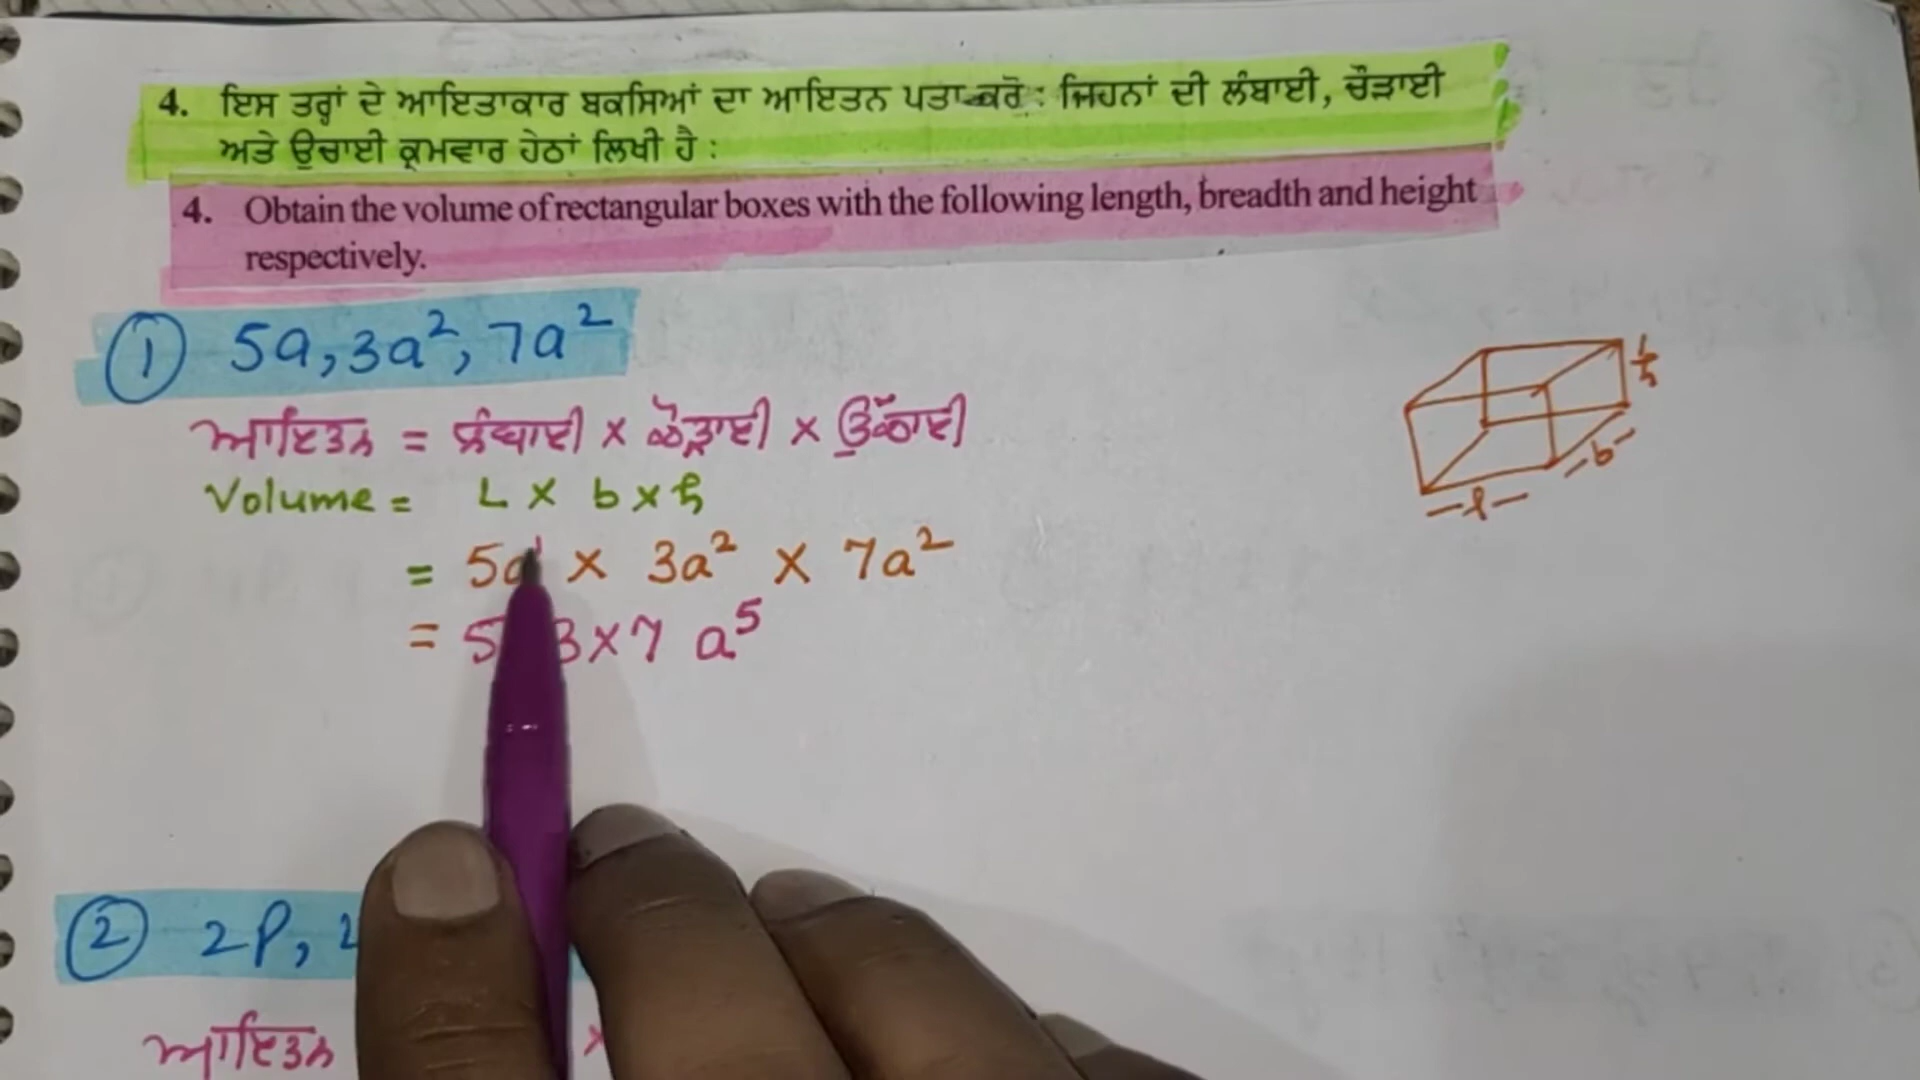 4. ਇਸ ਤਰ੍ਹਾਂ ਦੇ ਆਇਤਾਕਾਰ ਬਕਸਿਆਂ ਦਾ ਆਇਤਨ ਪਤਾ ਕਰੋ : ਜਿਹਨਾਂ ਦੀ ਲੰਬਾਈ, ਚੌੜਾਈ
ਅਤੇ ਉਚਾਈ ਕ੍ਰਮਵਾਰ ਹੇਠਾਂ ਲਿਖੀ ਹੈ :
4. Obtain the volume of rectangular boxes with the following length, breadth and height
respectively.
① 5a, 3a², 7a²
h
ਆਇਤਨ = ਲੰਬਾਈ × ਚੌੜਾਈ × ਉੱਚਾਈ
b
Volume = L × b × h
l
= 5a¹ × 3a² × 7a²
= 5 3×7 a⁵
② 2P,
ਆਇਤਨ ×